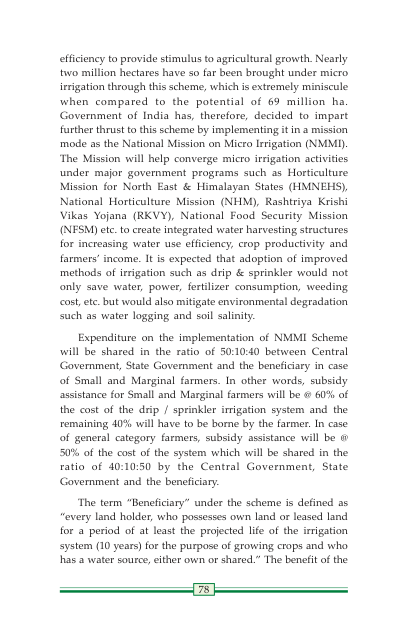 efficiency to provide stimulus to agricultural growth. Nearly
two million hectares have so far been brought under micro
irrigation through this scheme, which is extremely miniscule
when compared to the potential of 69 million ha.
Government of India has, therefore, decided to impart
further thrust to this scheme by implementing it in a mission
mode as the National Mission on Micro Irrigation (NMMI).
The Mission will help converge micro irrigation activities
under major government programs such as Horticulture
Mission for North East & Himalayan States (HMNEHS),
National Horticulture Mission (NHM), Rashtriya Krishi
Vikas Yojana (RKVY), National Food Security Mission
(NFSM) etc. to create integrated water harvesting structures
for increasing water use efficiency, crop productivity and
farmers' income. It is expected that adoption of improved
methods of irrigation such as drip & sprinkler would not
only save water, power, fertilizer consumption, weeding
cost, etc. but would also mitigate environmental degradation
such as water logging and soil salinity.
Expenditure on the implementation of NMMI Scheme
will be shared in the ratio of 50:10:40 between Central
Government, State Government and the beneficiary in case
of Small and Marginal farmers. In other words, subsidy
assistance for Small and Marginal farmers will be @ 60% of
the cost of the drip / sprinkler irrigation system and the
remaining 40% will have to be borne by the farmer. In case
of general category farmers, subsidy assistance will be @
50% of the cost of the system which will be shared in the
ratio of 40:10:50 by the Central Government, State
Government and the beneficiary.
The term “Beneficiary” under the scheme is defined as
“every land holder, who possesses own land or leased land
for a period of at least the projected life of the irrigation
system (10 years) for the purpose of growing crops and who
has a water source, either own or shared.” The benefit of the
78